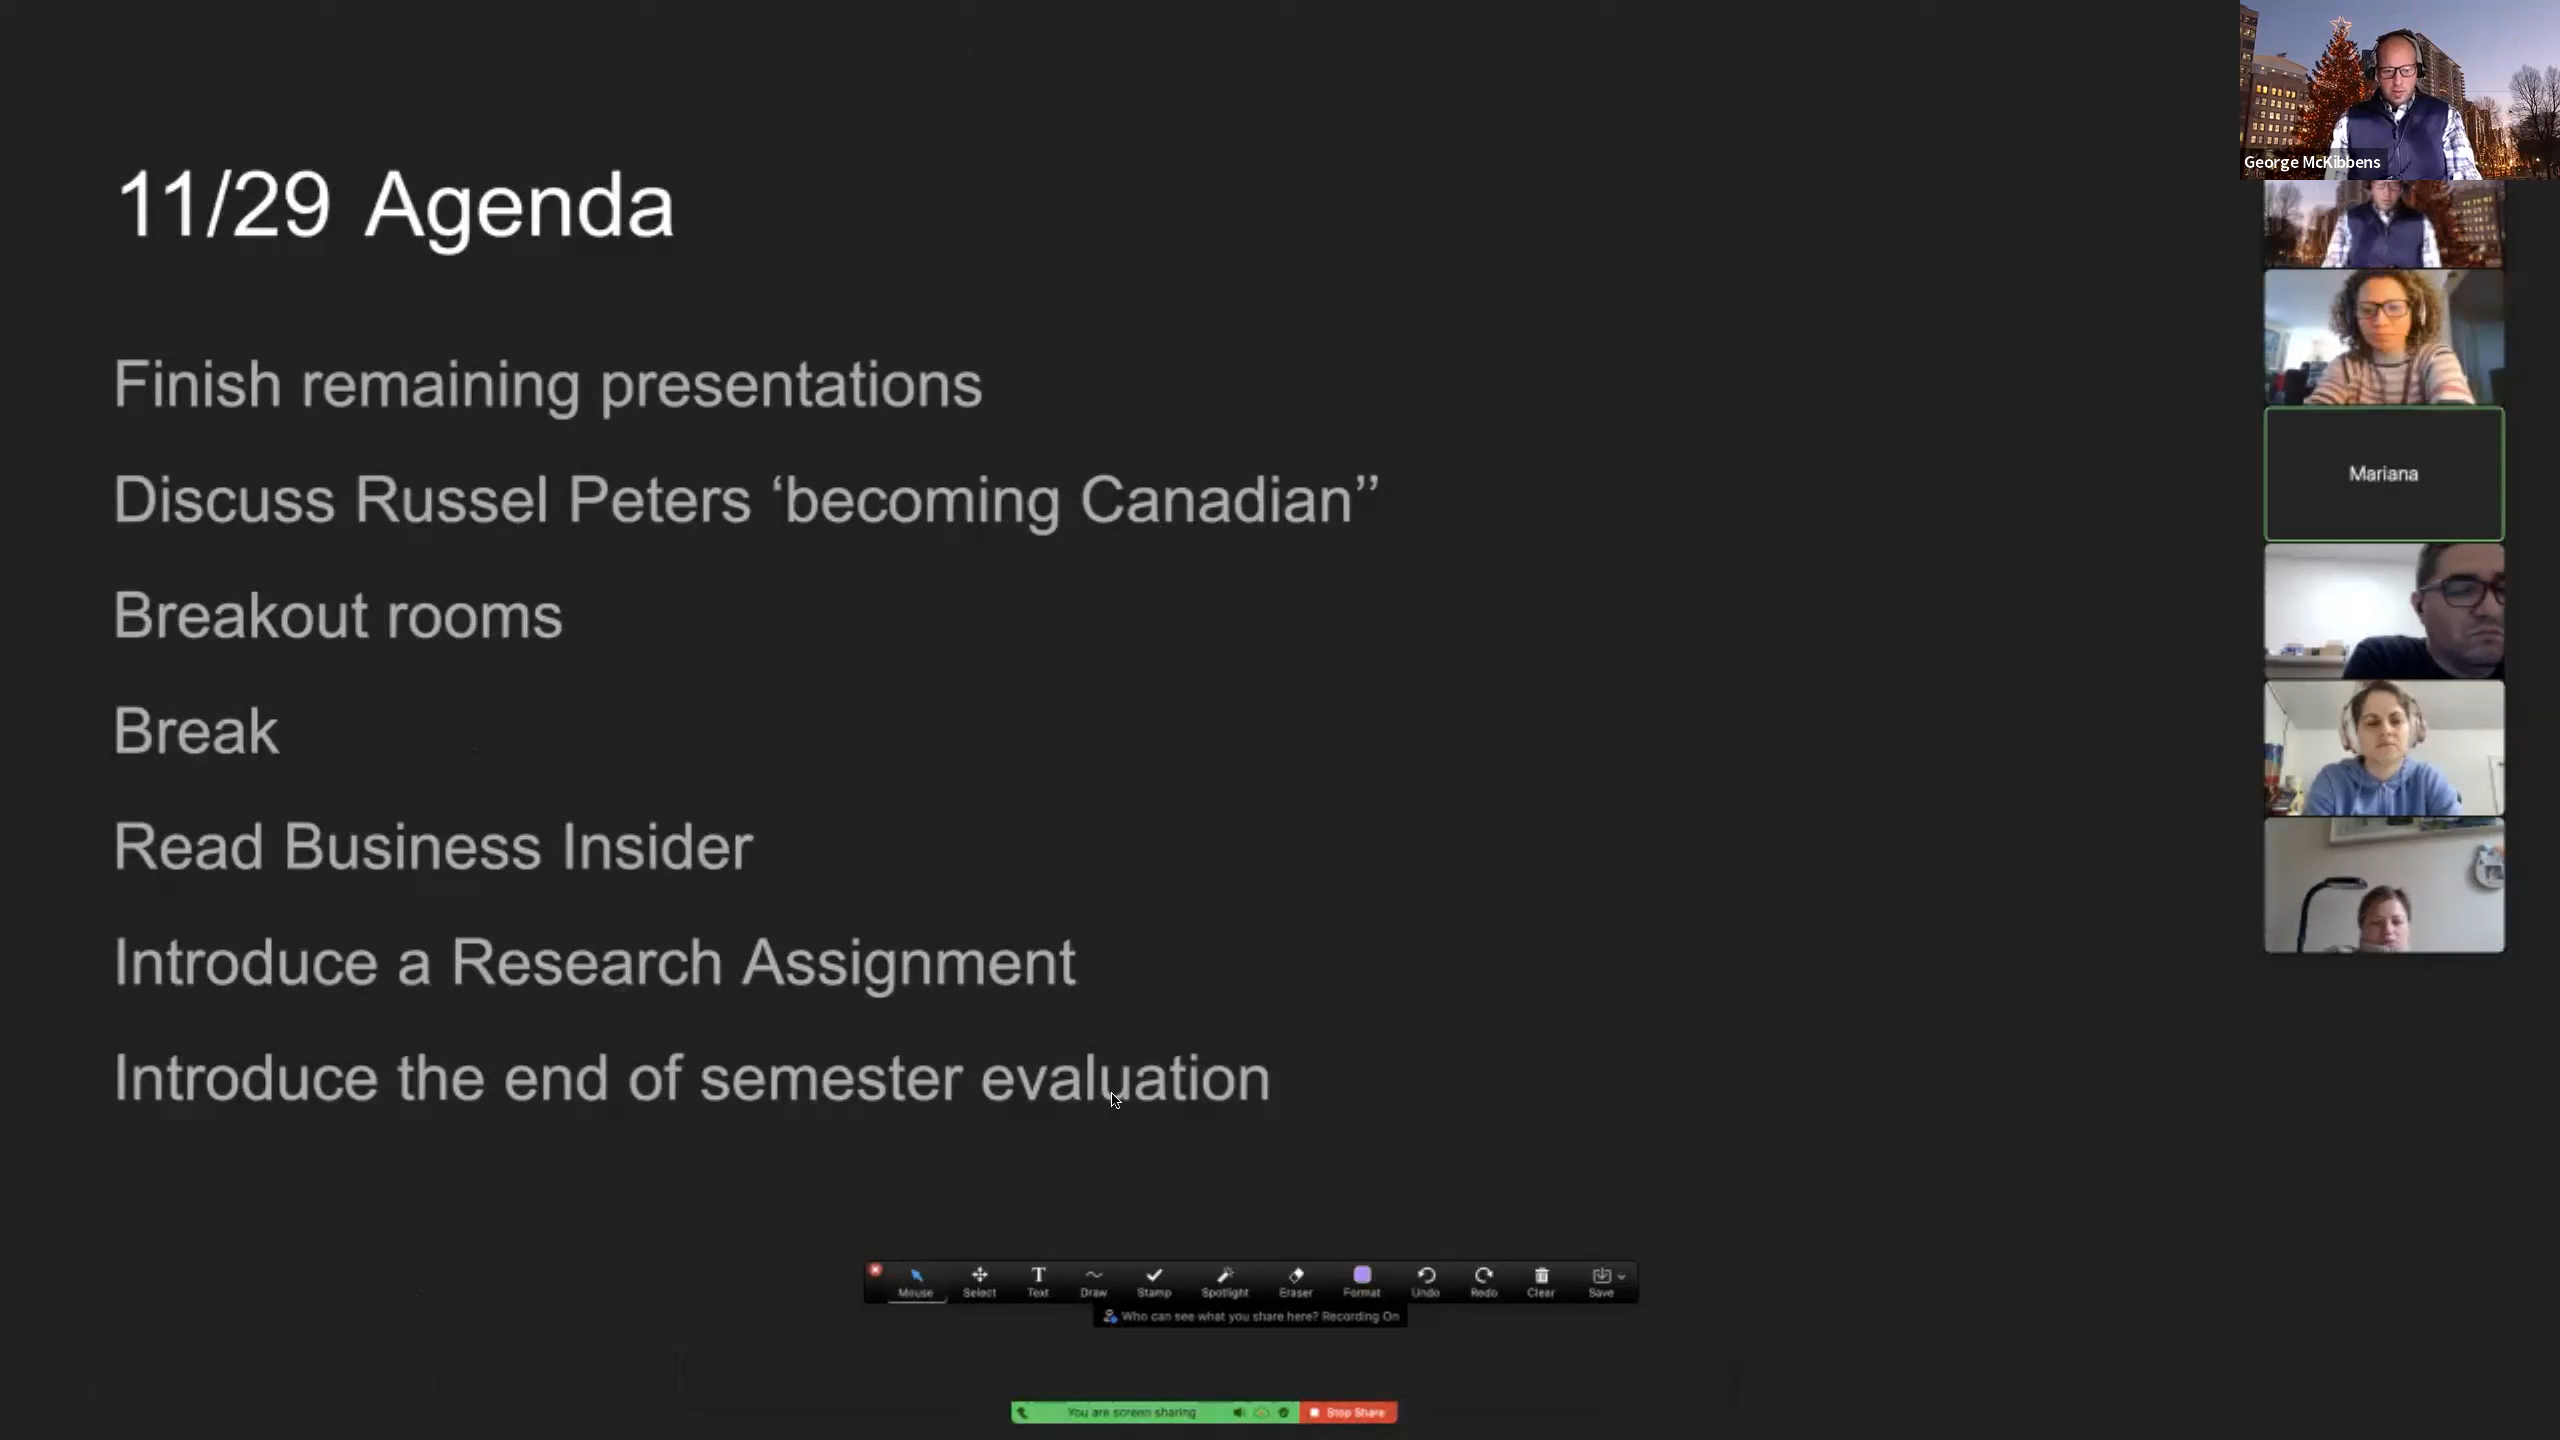 11/29 Agenda
Finish remaining presentations
Discuss Russel Peters ‘becoming Canadian”
Breakout rooms
Break
Read Business Insider
Introduce a Research Assignment
Introduce the end of semester evaluation
George McKibbens
Mariana
Mouse Select Text Draw Stamp Spotlight Eraser Format Undo Redo Clear Save
Who can see what you share here? Recording On
You are screen sharing Stop Share